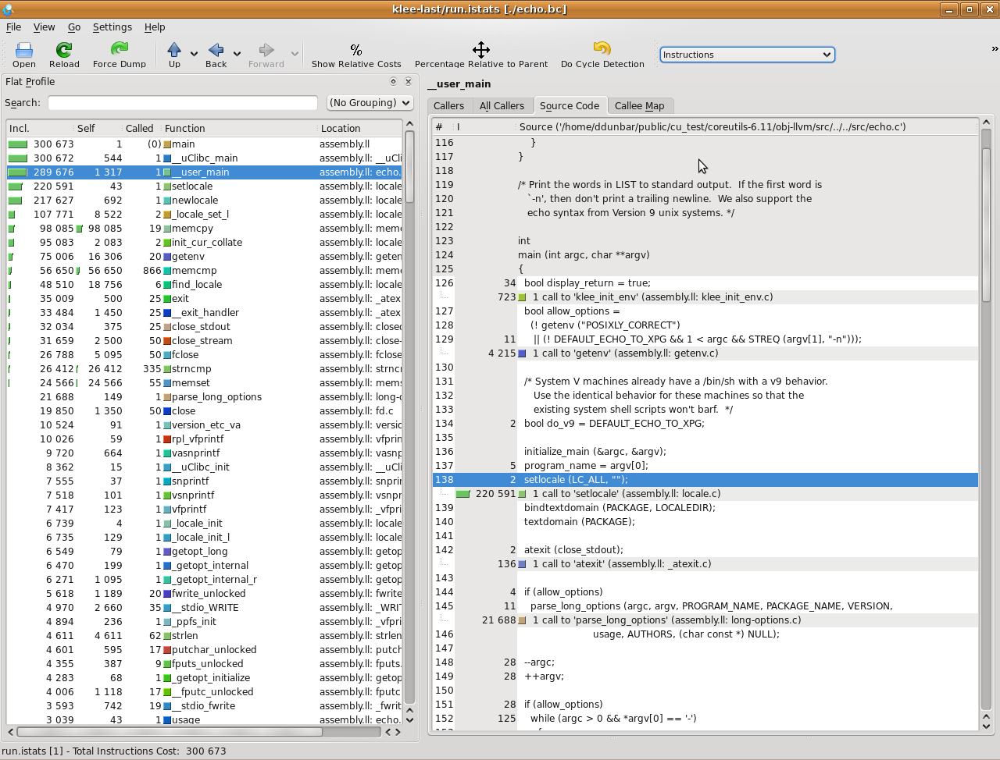 klee-last/run.istats [./echo.bc]
File View Go Settings Help
Open Reload Force Dump Up Back Forward Show Relative Costs Percentage Relative to Parent Do Cycle Detection Instructions »
Flat Profile
Search: (No Grouping)
Incl. Self Called Function Location
300 673 1 (0) main assembly.ll
300 672 544 1 __uClibc_main assembly.ll: __uCli
289 676 1 317 1 __user_main assembly.ll: echo.
220 591 43 1 setlocale assembly.ll: locale
217 627 692 1 newlocale assembly.ll: locale
107 771 8 522 2 _locale_set_l assembly.ll: locale
98 085 98 085 19 memcpy assembly.ll: mem
95 083 2 083 2 init_cur_collate assembly.ll: locale
75 006 16 306 20 getenv assembly.ll: geten
56 650 56 650 866 memcmp assembly.ll: mem
48 510 18 756 6 find_locale assembly.ll: locale
35 009 500 25 exit assembly.ll: _atex
33 484 1 450 25 __exit_handler assembly.ll: _atex
32 034 375 25 close_stdout assembly.ll: close
31 659 2 500 50 close_stream assembly.ll: close-
26 788 5 095 50 fclose assembly.ll: fclose
26 412 26 412 335 strncmp assembly.ll: strnc
24 566 24 566 55 memset assembly.ll: mem
21 688 149 1 parse_long_options assembly.ll: long-
19 850 1 350 50 close assembly.ll: fd.c
10 524 91 1 version_etc_va assembly.ll: versio
10 026 59 1 rpl_vfprintf assembly.ll: vfprin
9 720 664 1 vasnprintf assembly.ll: vasnp
8 362 15 1 __uClibc_init assembly.ll: __uCli
7 555 37 1 snprintf assembly.ll: snprin
7 518 101 1 vsnprintf assembly.ll: vsnpr
7 417 123 1 vfprintf assembly.ll: _vfpri
6 739 4 1 _locale_init assembly.ll: locale
6 735 129 1 _locale_init_l assembly.ll: locale
6 549 79 1 getopt_long assembly.ll: getop
6 470 199 1 _getopt_internal assembly.ll: getop
6 271 1 095 1 _getopt_internal_r assembly.ll: getop
5 618 1 189 20 fwrite_unlocked assembly.ll: fwrite
4 970 2 660 35 __stdio_WRITE assembly.ll: _WRI
4 894 236 1 _ppfs_init assembly.ll: _vfpri
4 611 4 611 62 strlen assembly.ll: strlen
4 601 595 17 putchar_unlocked assembly.ll: putch
4 355 387 9 fputs_unlocked assembly.ll: fputs
4 283 68 1 _getopt_initialize assembly.ll: getop
4 006 1 118 17 __fputc_unlocked assembly.ll: fputc
3 593 742 19 __stdio_fwrite assembly.ll: _fwrit
3 039 43 1 usage assembly.ll: echo.
__user_main
Callers All Callers Source Code Callee Map
# I Source ('/home/ddunbar/public/cu_test/coreutils-6.11/obj-llvm/src/../../src/echo.c')
116 }
117 }
118
119 /* Print the words in LIST to standard output. If the first word is
120 `-n', then don't print a trailing newline. We also support the
121 echo syntax from Version 9 unix systems. */
122
123 int
124 main (int argc, char **argv)
125 {
126 34 bool display_return = true;
723 1 call to 'klee_init_env' (assembly.ll: klee_init_env.c)
127 bool allow_options =
128 (! getenv ("POSIXLY_CORRECT")
129 11 || (! DEFAULT_ECHO_TO_XPG && 1 < argc && STREQ (argv[1], "-n")));
4 215 1 call to 'getenv' (assembly.ll: getenv.c)
130
131 /* System V machines already have a /bin/sh with a v9 behavior.
132 Use the identical behavior for these machines so that the
133 existing system shell scripts won't barf. */
134 2 bool do_v9 = DEFAULT_ECHO_TO_XPG;
135
136 initialize_main (&argc, &argv);
137 5 program_name = argv[0];
138 2 setlocale (LC_ALL, "");
220 591 1 call to 'setlocale' (assembly.ll: locale.c)
139 bindtextdomain (PACKAGE, LOCALEDIR);
140 textdomain (PACKAGE);
141
142 2 atexit (close_stdout);
136 1 call to 'atexit' (assembly.ll: _atexit.c)
143
144 4 if (allow_options)
145 11 parse_long_options (argc, argv, PROGRAM_NAME, PACKAGE_NAME, VERSION,
21 688 1 call to 'parse_long_options' (assembly.ll: long-options.c)
146 usage, AUTHORS, (char const *) NULL);
147
148 28 --argc;
149 28 ++argv;
150
151 28 if (allow_options)
152 125 while (argc > 0 && *argv[0] == '-')
run.istats [1] - Total Instructions Cost: 300 673